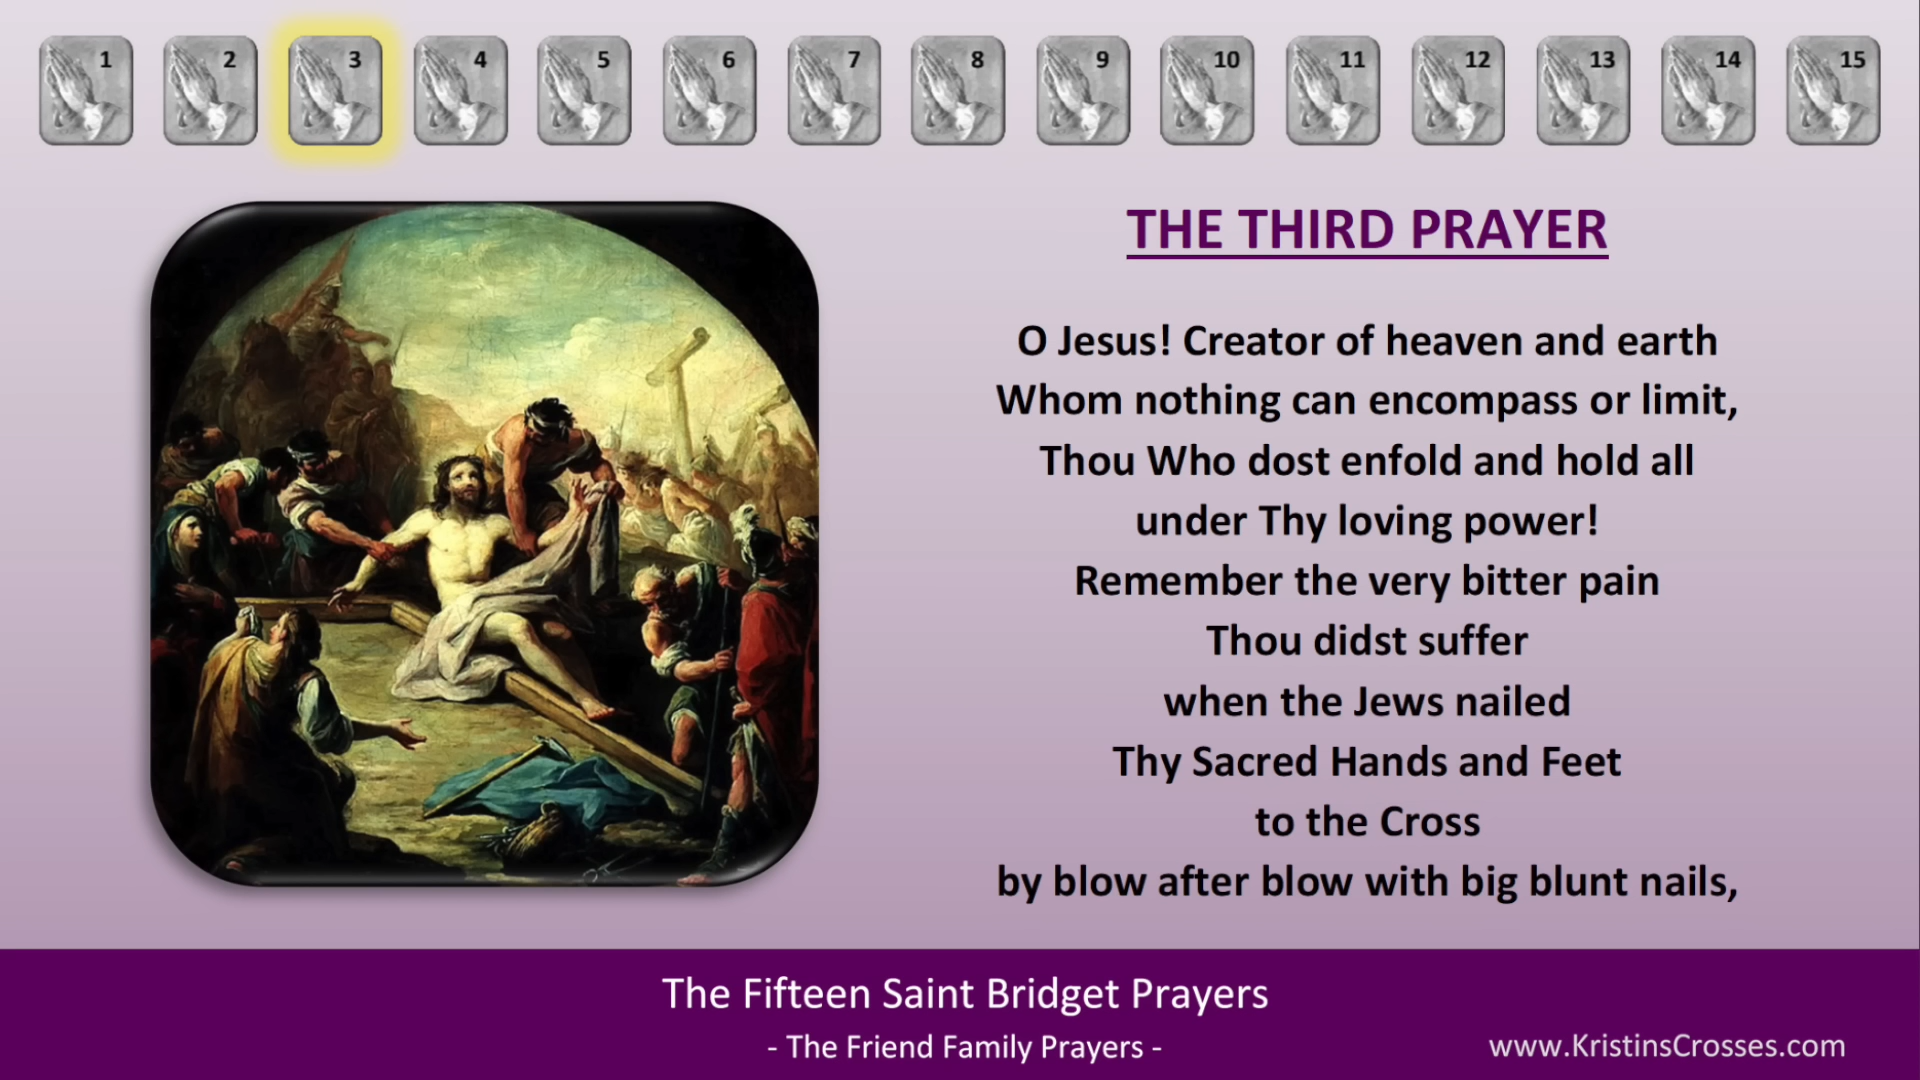 1 2 3 4 5 6 7 8 9 10 11 12 13 14 15
THE THIRD PRAYER
O Jesus! Creator of heaven and earth
Whom nothing can encompass or limit,
Thou Who dost enfold and hold all
under Thy loving power!
Remember the very bitter pain
Thou didst suffer
when the Jews nailed
Thy Sacred Hands and Feet
to the Cross
by blow after blow with big blunt nails,
The Fifteen Saint Bridget Prayers
- The Friend Family Prayers -
www.KristinsCrosses.com